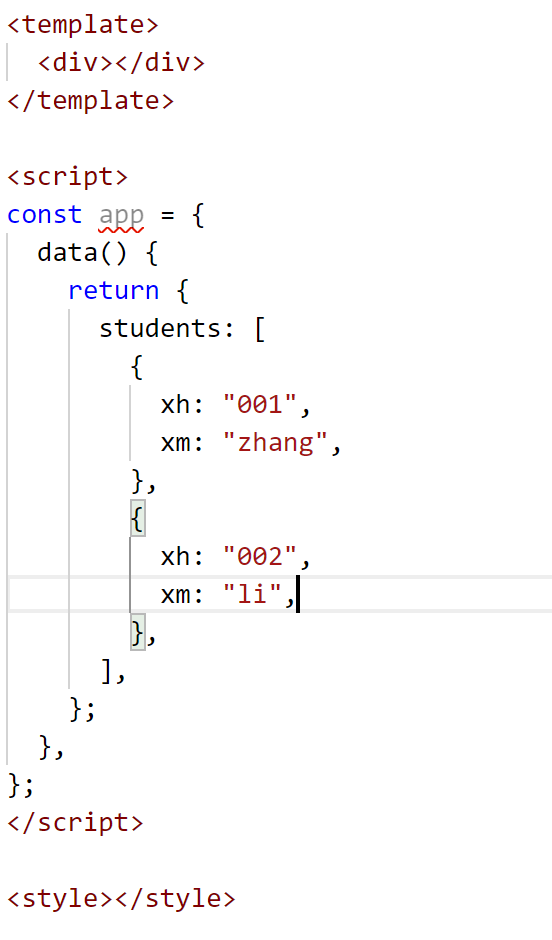 <template>
  <div></div>
</template>

<script>
const app = {
  data() {
    return {
      students: [
        {
          xh: "001",
          xm: "zhang",
        },
        {
          xh: "002",
          xm: "li",
        },
      ],
    };
  },
};
</script>

<style></style>